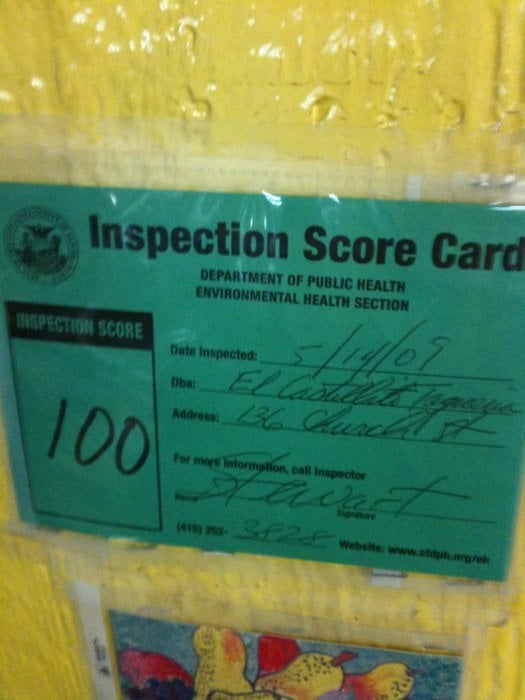 Inspection Score Card
DEPARTMENT OF PUBLIC HEALTH
ENVIRONMENTAL HEALTH SECTION
INSPECTION SCORE
100
Date Inspected: 5/14/09
Dba: El Castillito Taqueria
Address: 136 Church St
For more information, call Inspector
Stewart
Name Signature
(415) 252- 3828
Website: www.sfdph.org/eh